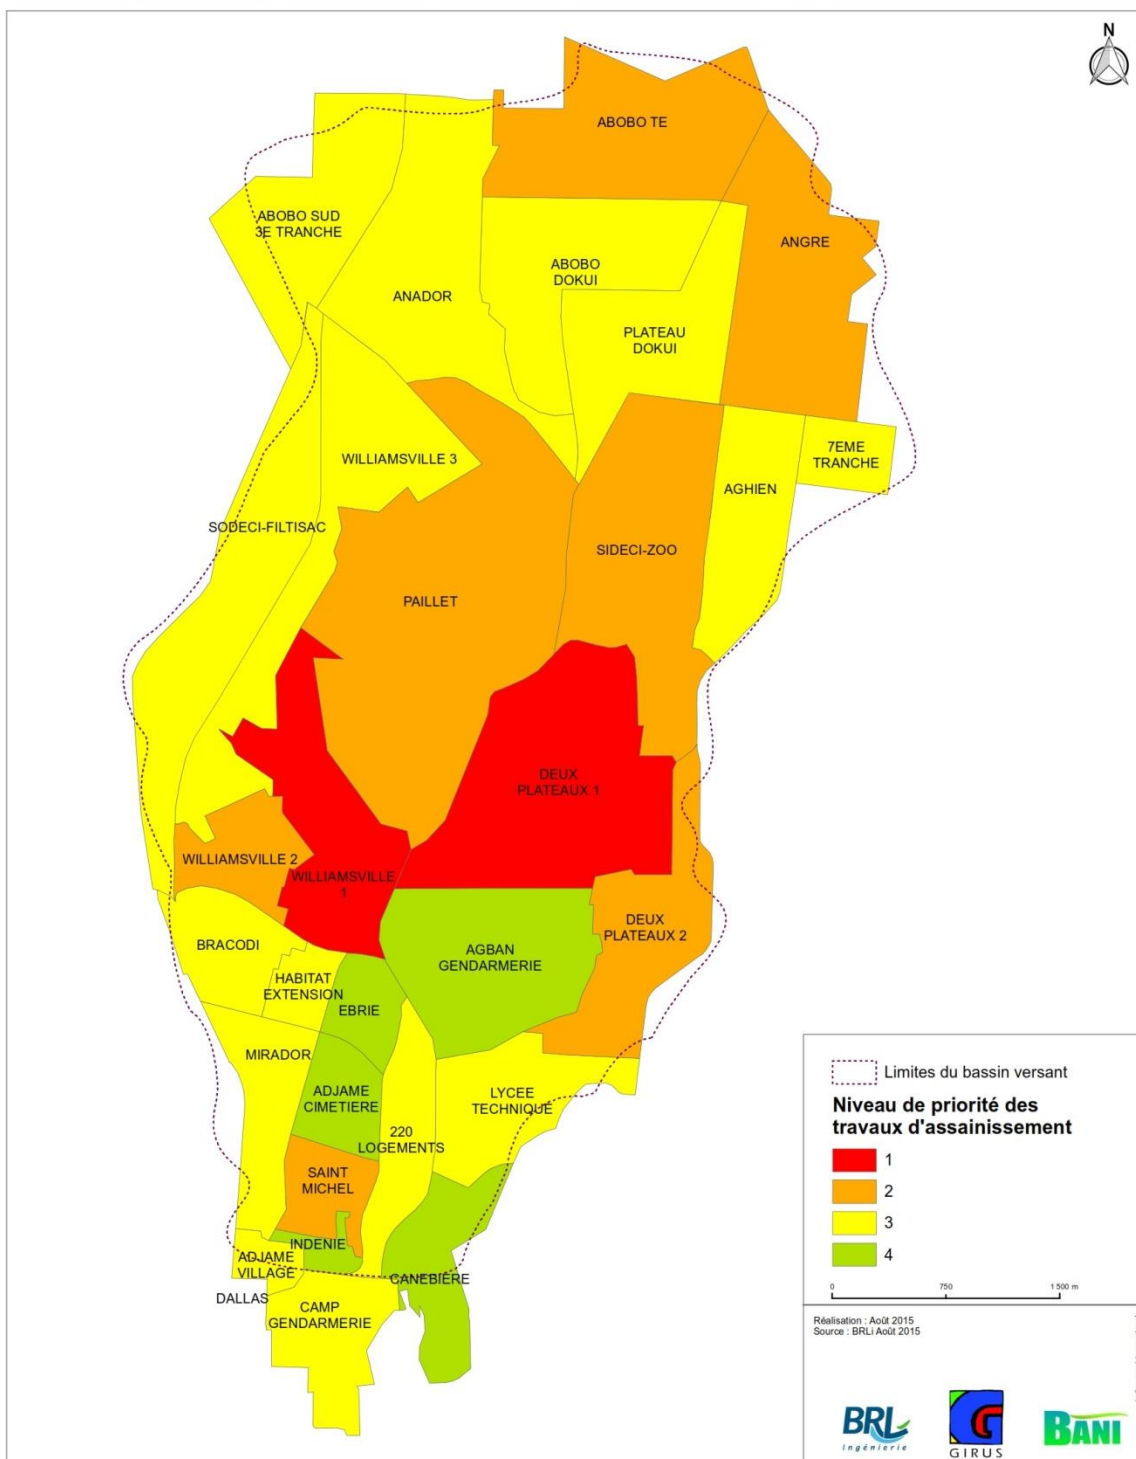 N
ABOBO TE
ABOBO SUD
3E TRANCHE
ANGRE
ABOBO
DOKUI
ANADOR
PLATEAU
DOKUI
WILLIAMSVILLE 3
7EME
TRANCHE
AGHIEN
SODECI-FILTISAC
SIDECI-ZOO
PAILLET
DEUX
PLATEAUX 1
WILLIAMSVILLE 2
WILLIAMSVILLE
1
DEUX
PLATEAUX 2
BRACODI
AGBAN
GENDARMERIE
HABITAT
EXTENSION
EBRIE
MIRADOR
ADJAME
CIMETIERE
LYCEE
TECHNIQUE
220
LOGEMENTS
SAINT
MICHEL
INDENIE
ADJAME
VILLAGE
CANEBIÈRE
DALLAS
CAMP
GENDARMERIE
Limites du bassin versant
Niveau de priorité des
travaux d'assainissement
1
2
3
4
0 750 1 500 m
Réalisation : Août 2015
Source : BRLi Août 2015
BRL
Ingénierie
GIRUS
BANI